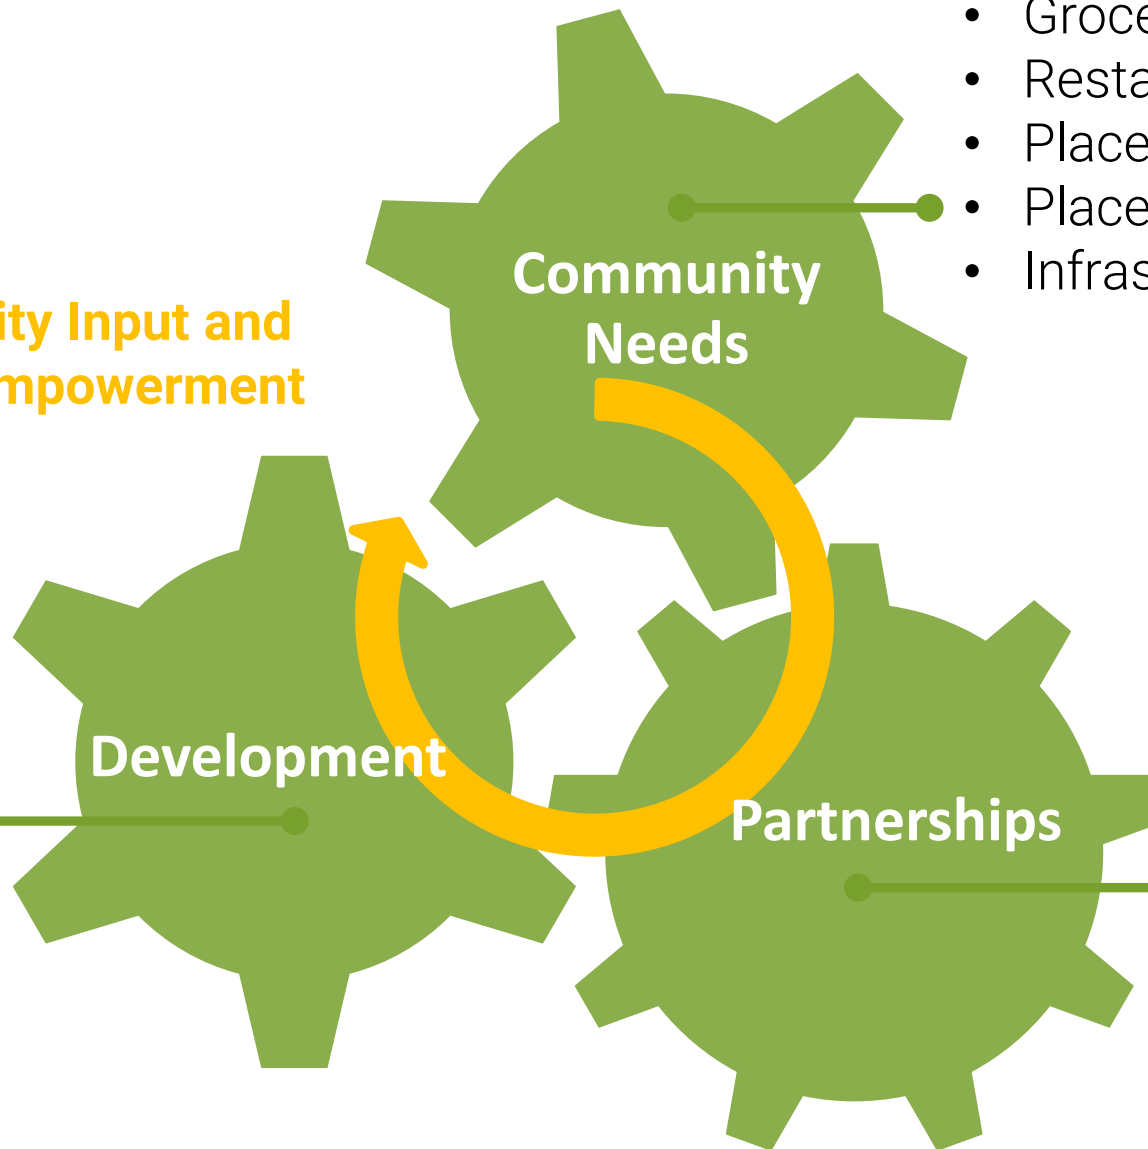 • Groce
• Resta
• Place
• Place
• Infras
Community
Needs
ity Input and
mpowerment
Development
Partnerships